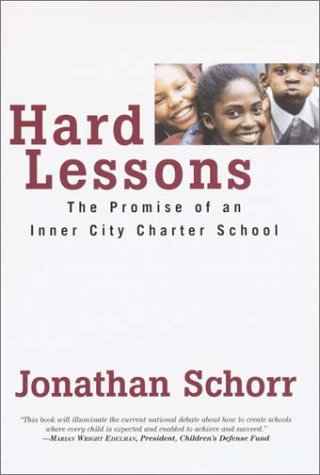 Hard
Lessons
The Promise of an
Inner City Charter School
Jonathan Schorr
"This book will illuminate the current national debate about how to create schools
where every child is expected and enabled to achieve and succeed."
—MARIAN WRIGHT EDELMAN, President, Children's Defense Fund